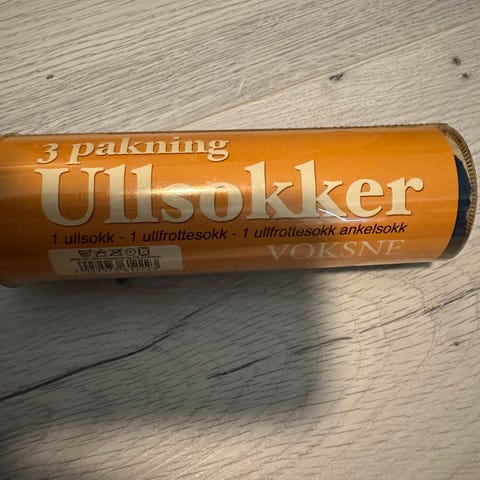 3 pakning
Ullsokker
1 ullsokk - 1 ullfrottesokk - 1 ullfrottesokk ankelsokk
VOKSNE